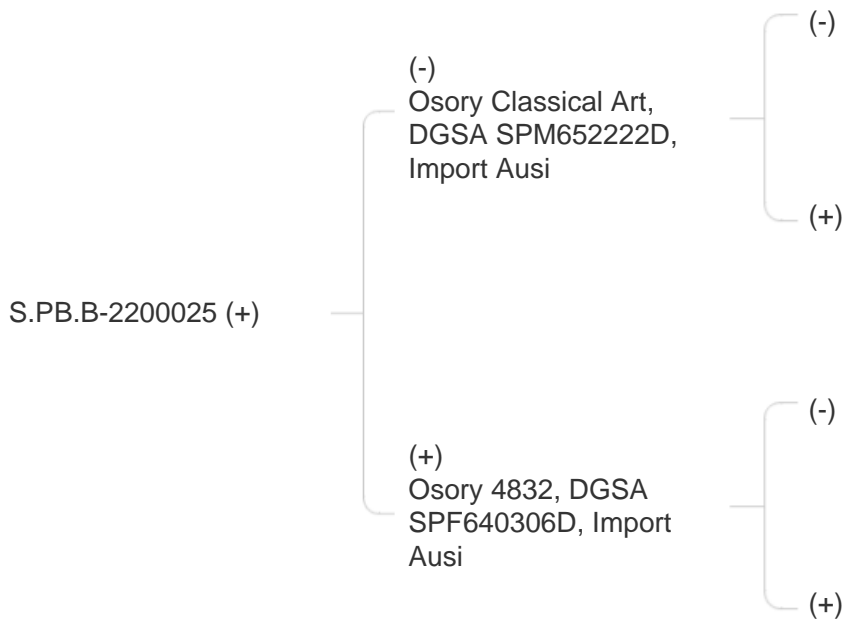 (-)
(-)
Osory Classical Art,
DGSA SPM652222D,
Import Ausi
(+)
S.PB.B-2200025 (+)
(-)
(+)
Osory 4832, DGSA
SPF640306D, Import
Ausi
(+)